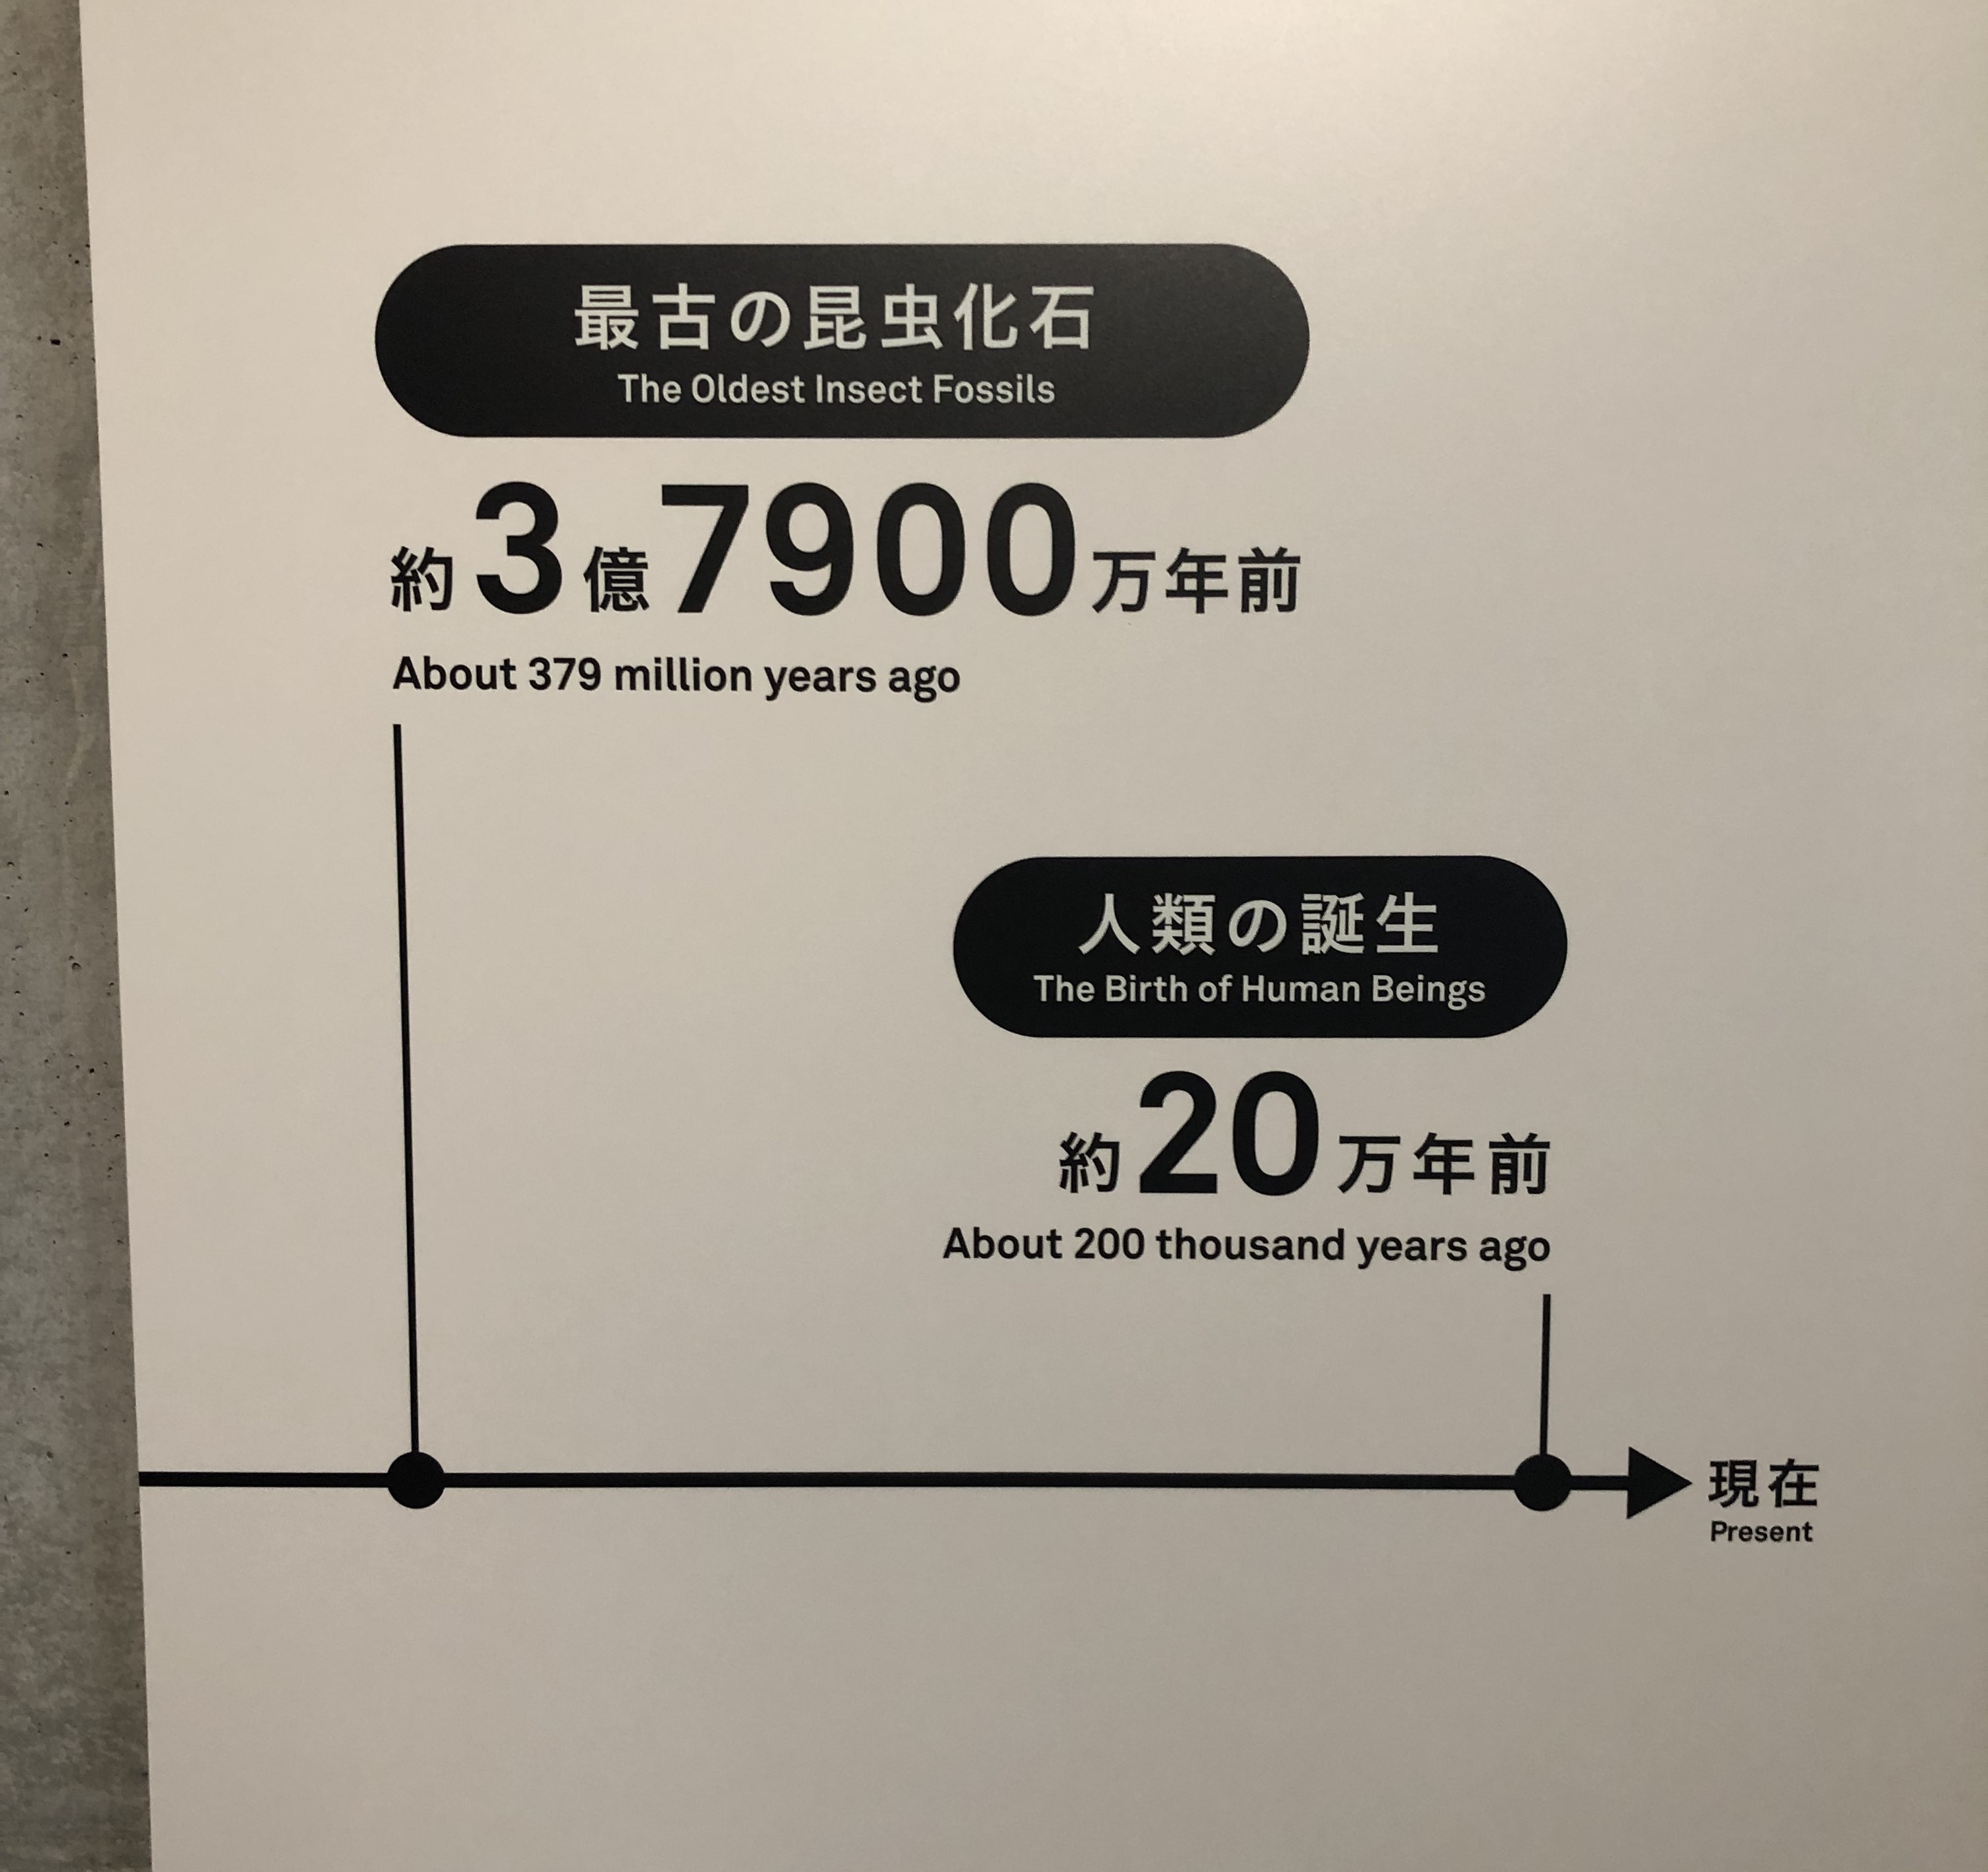 最古の昆虫化石
The Oldest Insect Fossils
約3億7900万年前
About 379 million years ago
人類の誕生
The Birth of Human Beings
約20万年前
About 200 thousand years ago
現在
Present